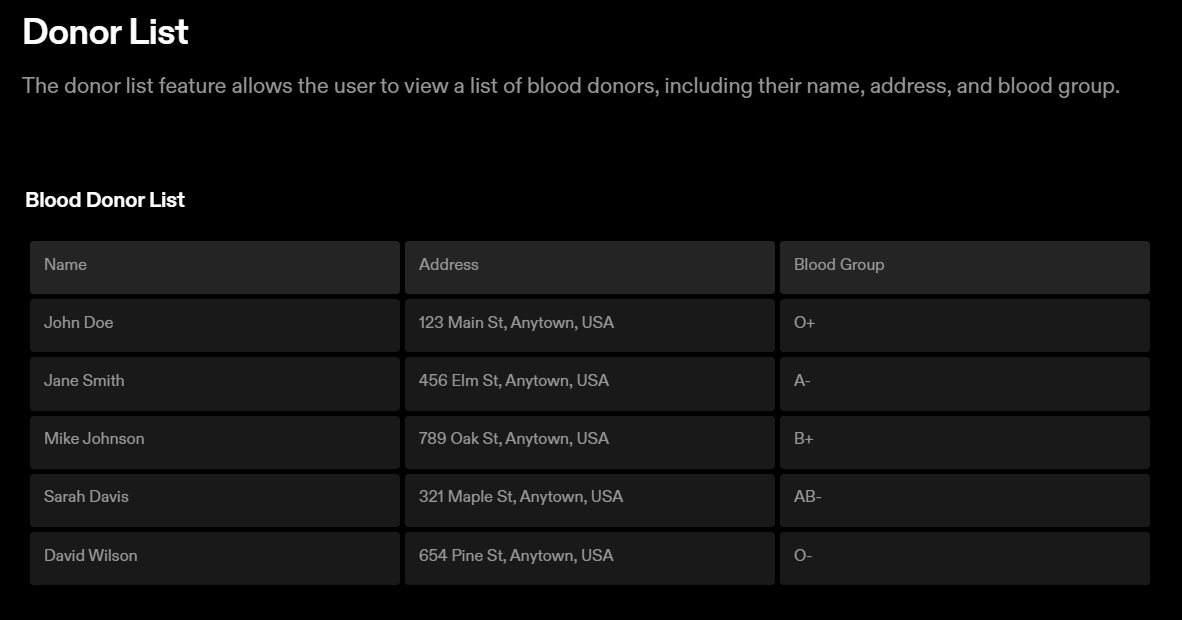 Donor List
The donor list feature allows the user to view a list of blood donors, including their name, address, and blood group.
Blood Donor List
Name Address Blood Group
John Doe 123 Main St, Anytown, USA O+
Jane Smith 456 Elm St, Anytown, USA A-
Mike Johnson 789 Oak St, Anytown, USA B+
Sarah Davis 321 Maple St, Anytown, USA AB-
David Wilson 654 Pine St, Anytown, USA O-